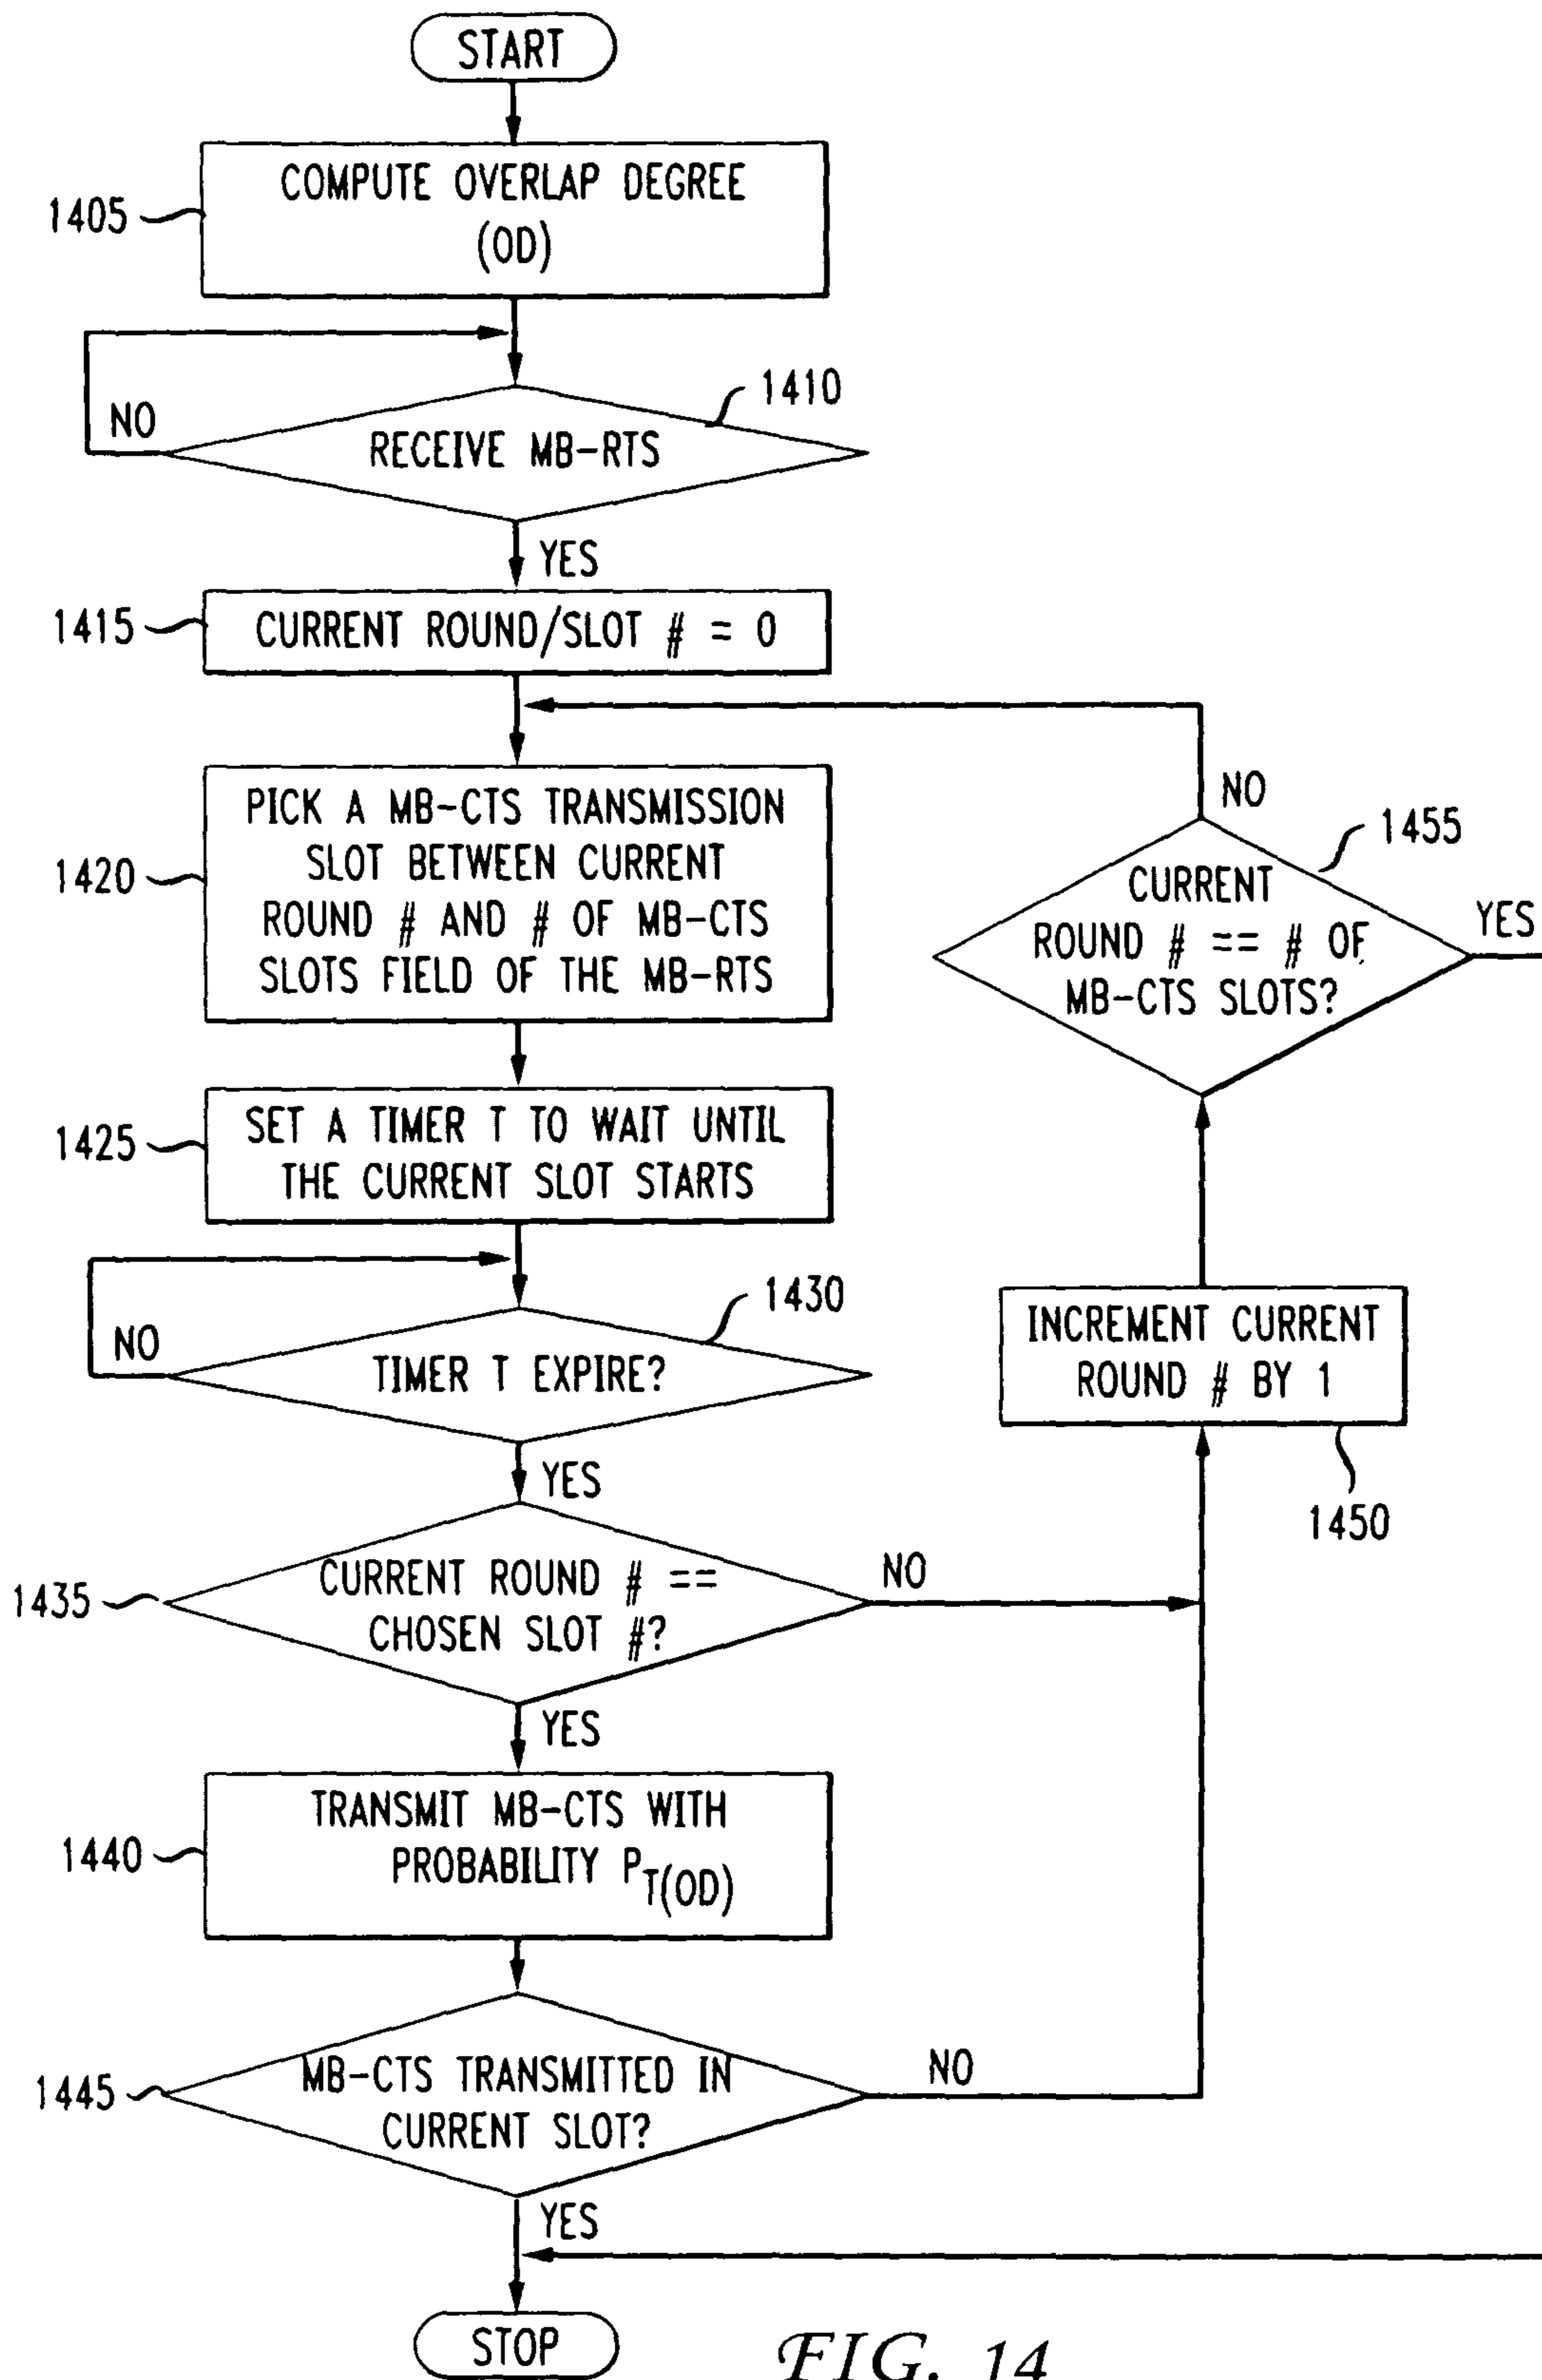 START
COMPUTE OVERLAP DEGREE
(OD)
1405
1410
NO
RECEIVE MB-RTS
YES
1415
CURRENT ROUND/SLOT # = 0
1420
PICK A MB-CTS TRANSMISSION
SLOT BETWEEN CURRENT
ROUND # AND # OF MB-CTS
SLOTS FIELD OF THE MB-RTS
NO
1455
CURRENT
ROUND # == # OF
MB-CTS SLOTS?
YES
1425
SET A TIMER T TO WAIT UNTIL
THE CURRENT SLOT STARTS
1430
NO
TIMER T EXPIRE?
YES
INCREMENT CURRENT
ROUND # BY 1
1450
1435
CURRENT ROUND # ==
CHOSEN SLOT #?
NO
YES
1440
TRANSMIT MB-CTS WITH
PROBABILITY PT(OD)
1445
MB-CTS TRANSMITTED IN
CURRENT SLOT?
NO
YES
STOP
FIG. 14